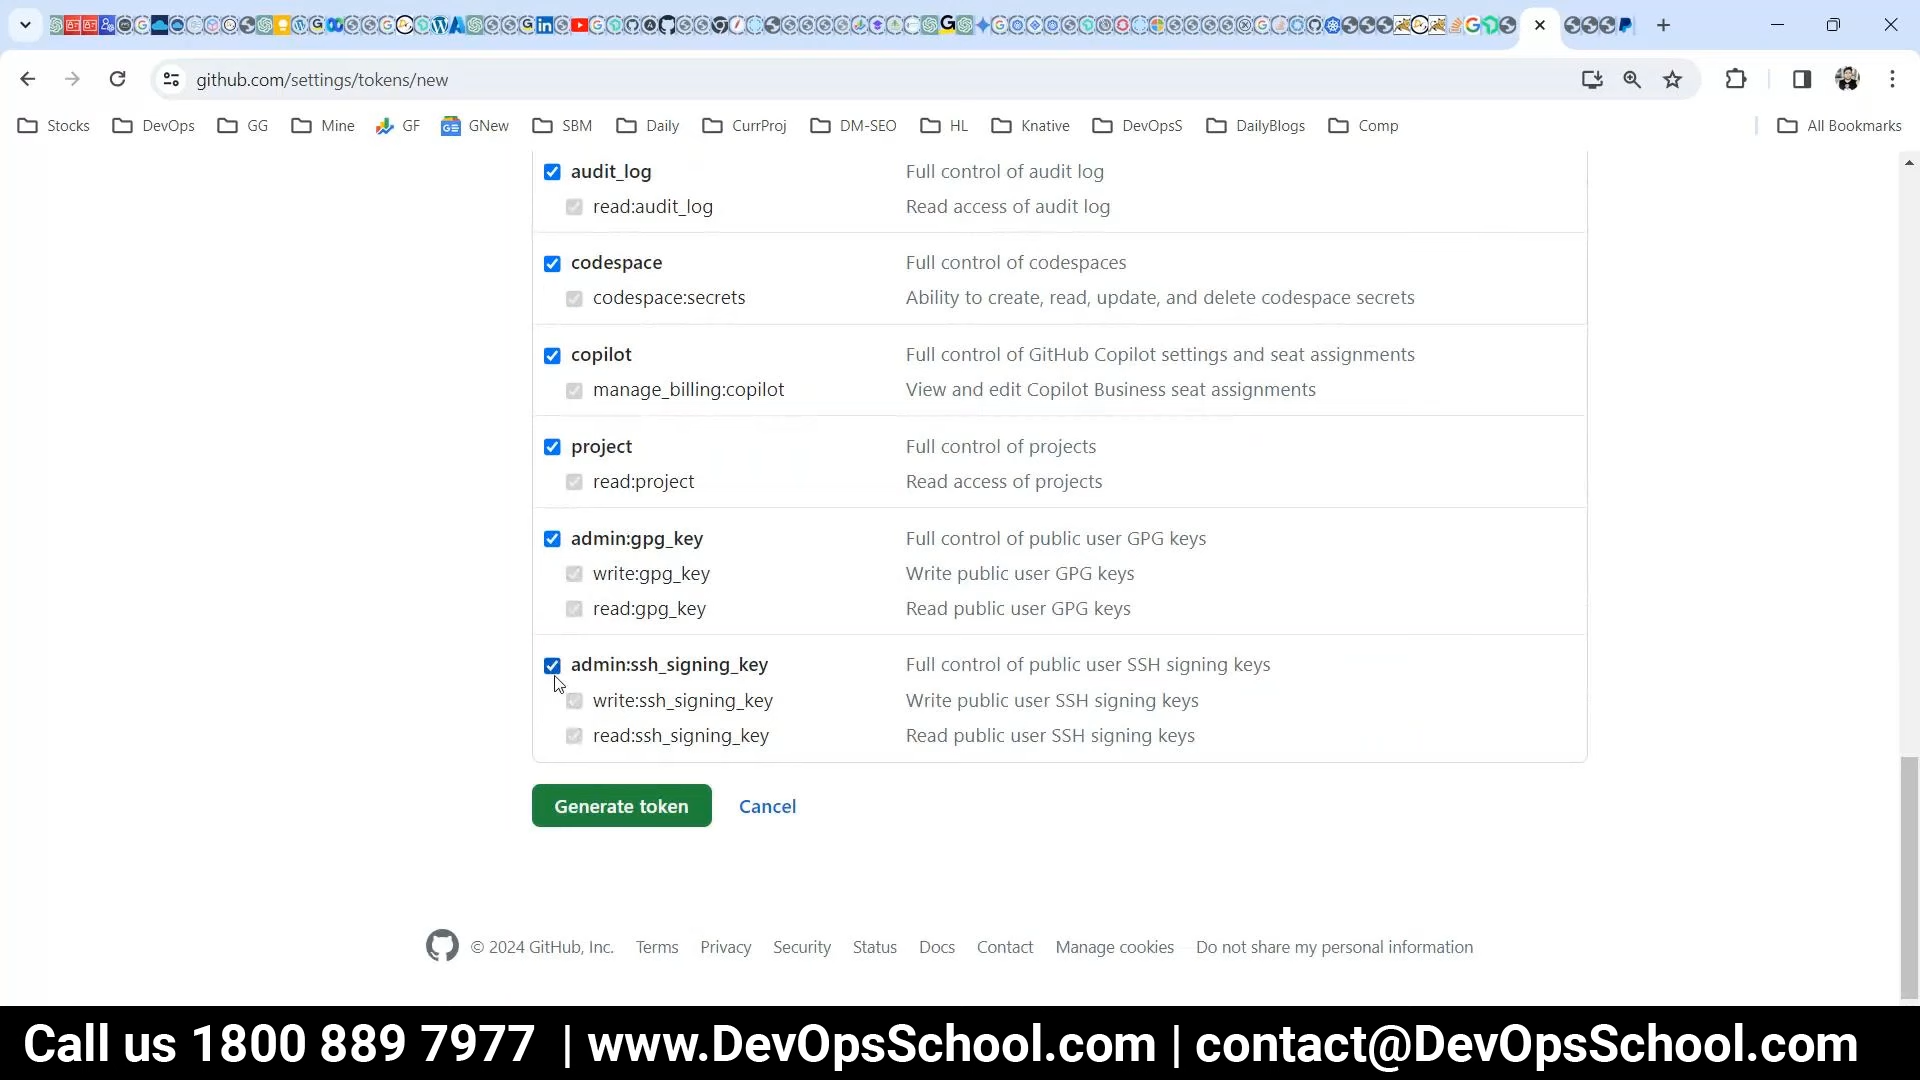 github.com/settings/tokens/new
Stocks DevOps GG Mine GF GNew SBM Daily CurrProj DM-SEO HL Knative DevOpsS DailyBlogs Comp All Bookmarks
audit_log Full control of audit log
read:audit_log Read access of audit log
codespace Full control of codespaces
codespace:secrets Ability to create, read, update, and delete codespace secrets
copilot Full control of GitHub Copilot settings and seat assignments
manage_billing:copilot View and edit Copilot Business seat assignments
project Full control of projects
read:project Read access of projects
admin:gpg_key Full control of public user GPG keys
write:gpg_key Write public user GPG keys
read:gpg_key Read public user GPG keys
admin:ssh_signing_key Full control of public user SSH signing keys
write:ssh_signing_key Write public user SSH signing keys
read:ssh_signing_key Read public user SSH signing keys
Generate token Cancel
© 2024 GitHub, Inc. Terms Privacy Security Status Docs Contact Manage cookies Do not share my personal information
Call us 1800 889 7977 | www.DevOpsSchool.com | contact@DevOpsSchool.com